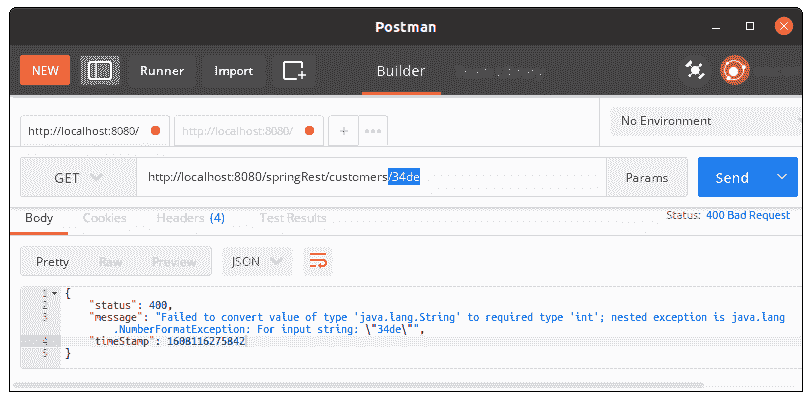 Postman
NEW Runner Import Builder
http://localhost:8080/ http://localhost:8080/ + ••• No Environment
GET http://localhost:8080/springRest/customers/34de Params Send
Body Cookies Headers (4) Test Results Status: 400 Bad Request
Pretty Raw Preview JSON
1 {
2 "status": 400,
3 "message": "Failed to convert value of type 'java.lang.String' to required type 'int'; nested exception is java.lang
.NumberFormatException: For input string: \"34de\"",
4 "timeStamp": 1608116275842
5 }